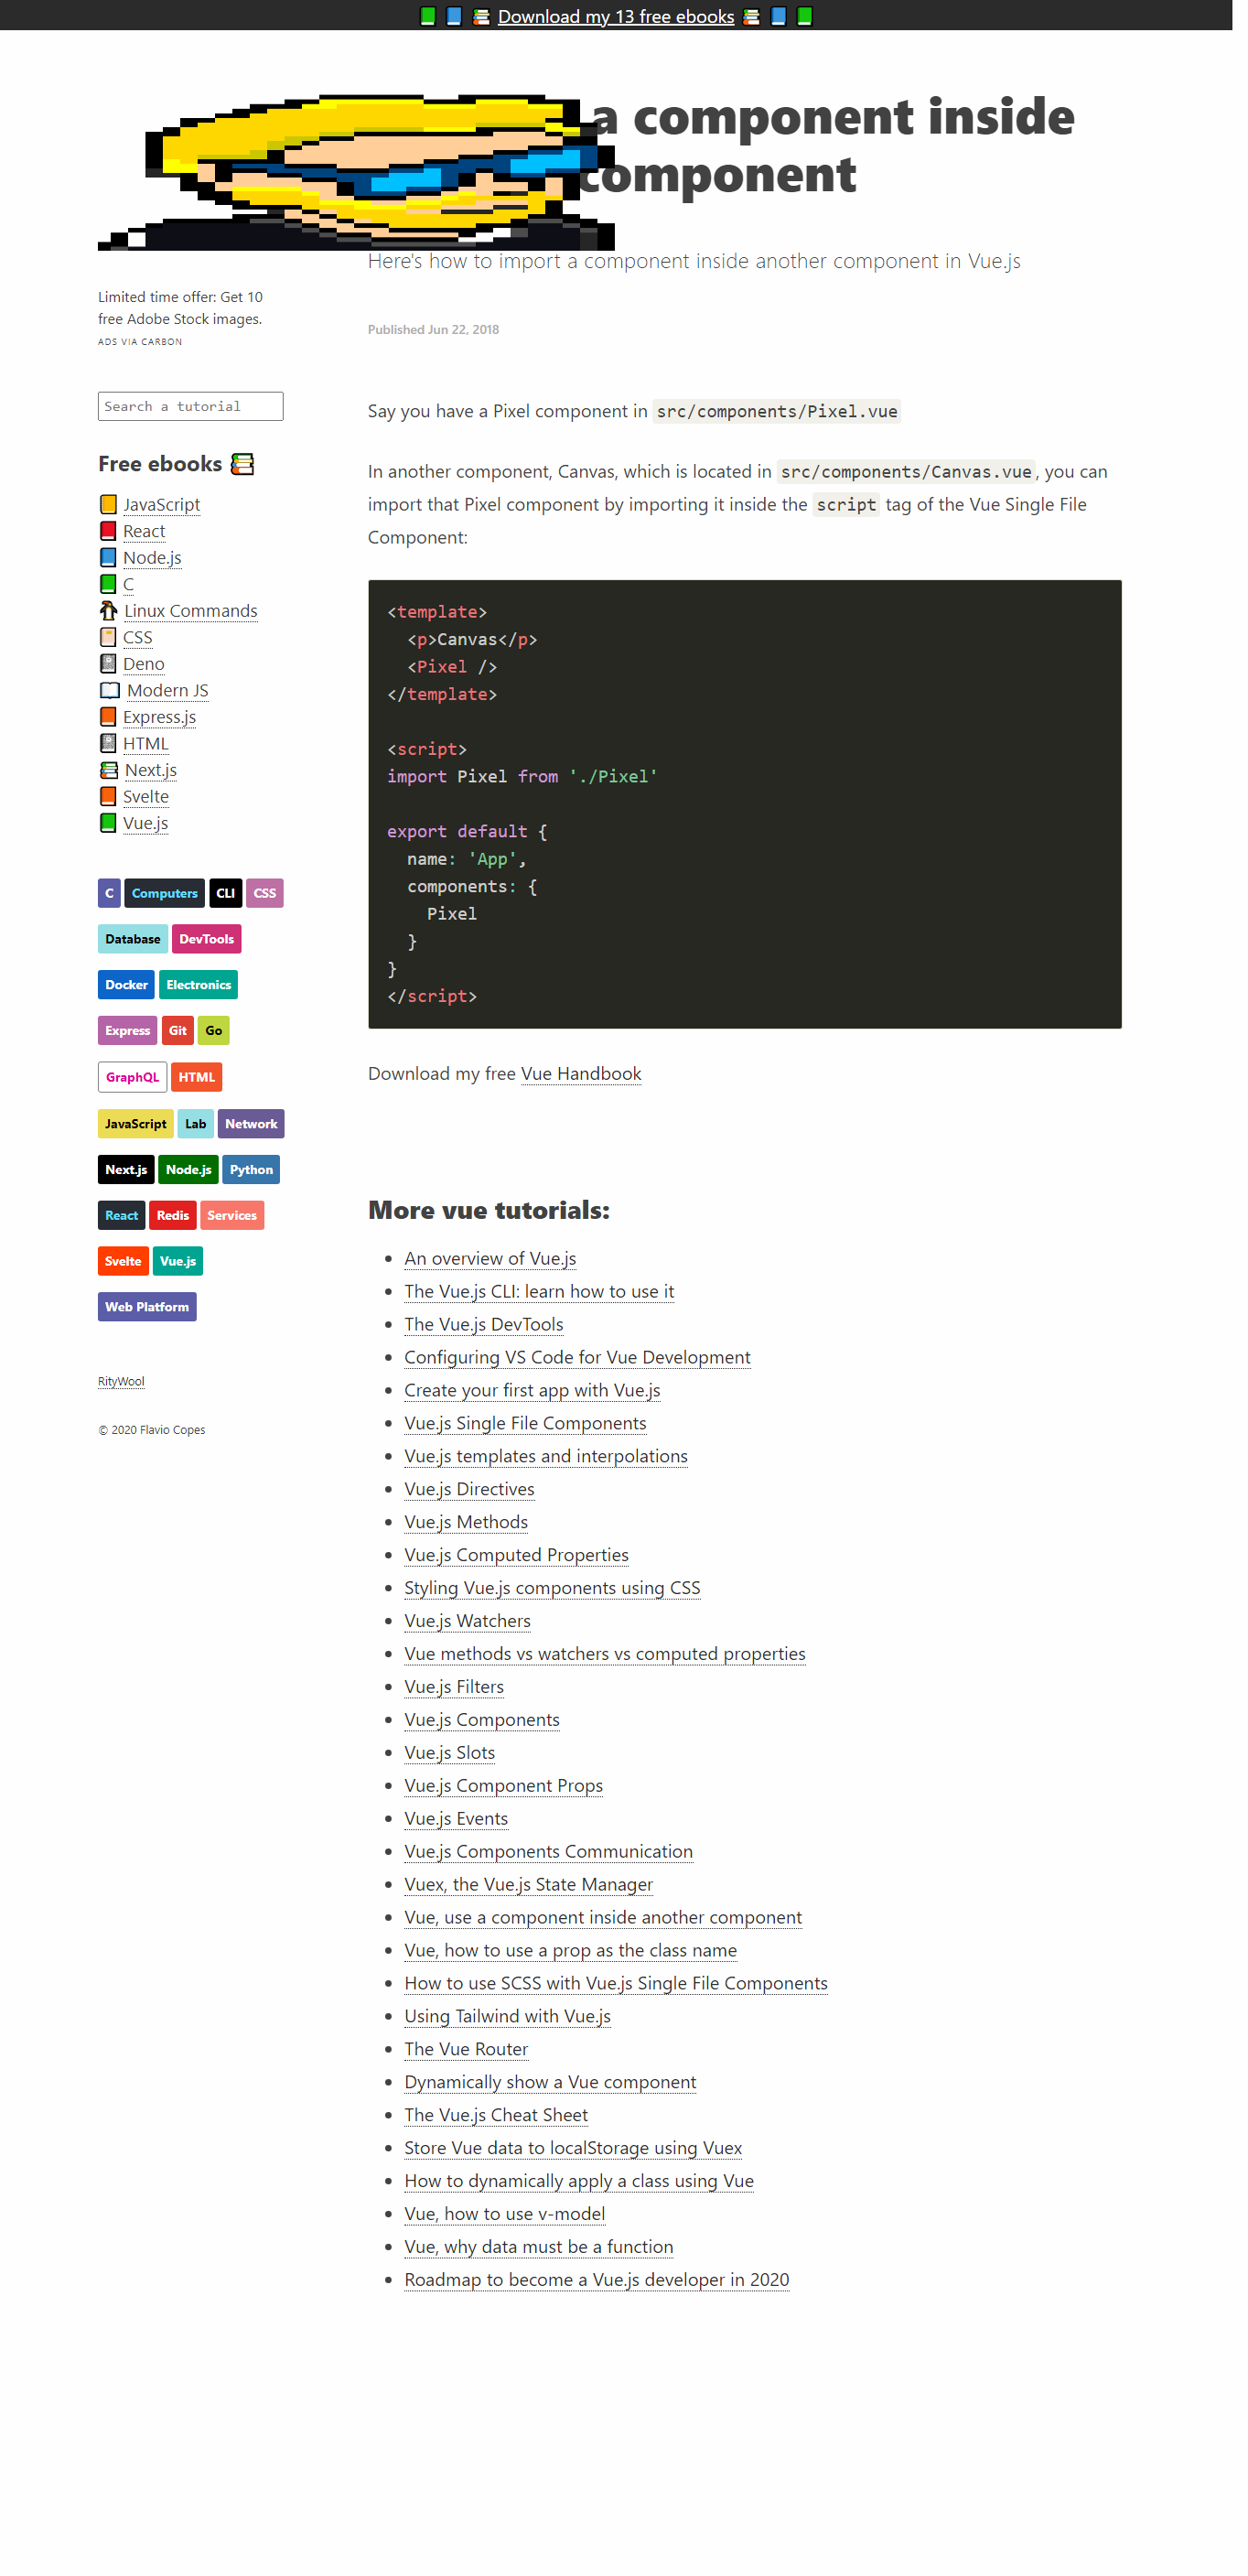 Download my 13 free ebooks
a component inside
component
Here's how to import a component inside another component in Vue.js
Published Jun 22, 2018
Limited time offer: Get 10
free Adobe Stock images.
ADS VIA CARBON
Search a tutorial
Free ebooks
JavaScript
React
Node.js
C
Linux Commands
CSS
Deno
Modern JS
Express.js
HTML
Next.js
Svelte
Vue.js
C Computers CLI CSS
Database DevTools
Docker Electronics
Express Git Go
GraphQL HTML
JavaScript Lab Network
Next.js Node.js Python
React Redis Services
Svelte Vue.js
Web Platform
RityWool
© 2020 Flavio Copes
Say you have a Pixel component in src/components/Pixel.vue
In another component, Canvas, which is located in src/components/Canvas.vue, you can
import that Pixel component by importing it inside the script tag of the Vue Single File
Component:
<template>
  <p>Canvas</p>
  <Pixel />
</template>
<script>
import Pixel from './Pixel'
export default {
  name: 'App',
  components: {
    Pixel
  }
}
</script>
Download my free Vue Handbook
More vue tutorials:
An overview of Vue.js
The Vue.js CLI: learn how to use it
The Vue.js DevTools
Configuring VS Code for Vue Development
Create your first app with Vue.js
Vue.js Single File Components
Vue.js templates and interpolations
Vue.js Directives
Vue.js Methods
Vue.js Computed Properties
Styling Vue.js components using CSS
Vue.js Watchers
Vue methods vs watchers vs computed properties
Vue.js Filters
Vue.js Components
Vue.js Slots
Vue.js Component Props
Vue.js Events
Vue.js Components Communication
Vuex, the Vue.js State Manager
Vue, use a component inside another component
Vue, how to use a prop as the class name
How to use SCSS with Vue.js Single File Components
Using Tailwind with Vue.js
The Vue Router
Dynamically show a Vue component
The Vue.js Cheat Sheet
Store Vue data to localStorage using Vuex
How to dynamically apply a class using Vue
Vue, how to use v-model
Vue, why data must be a function
Roadmap to become a Vue.js developer in 2020